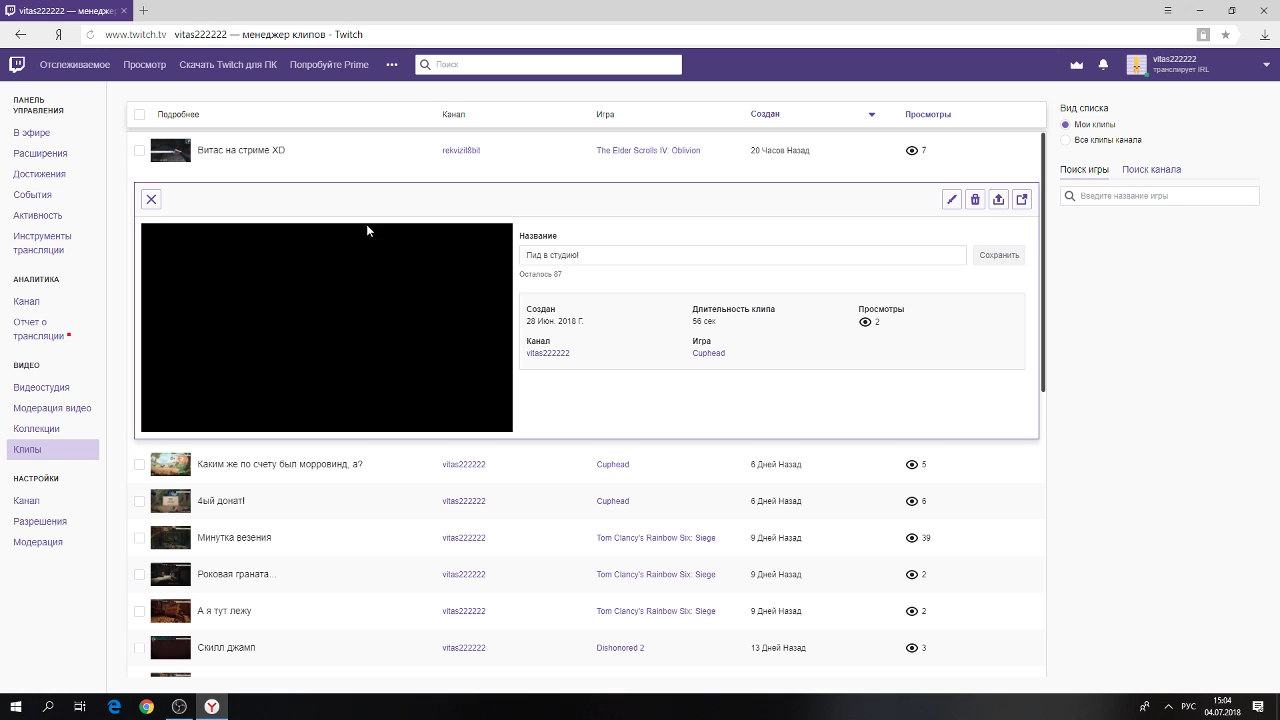 vitas222222 — менеджер
www.twitch.tv vitas222222 — менеджер клипов - Twitch
Отслеживаемое Просмотр Скачать Twitch для ПК Попробуйте Prime ••• Поиск
vitas222222
транслирует IRL
ПАНЕЛЬ
УПРАВЛЕНИЯ
В эфире
Расширения
Достижения
События
Активность
Инструменты
трансляции
АНАЛИТИКА
Канал
Отчет о
трансляции
ВИДЕО
Видеостудия
Модерация видео
Коллекции
Клипы
НАСТРОЙКИ
Канал
Разрешения
Модерация
Подробнее Канал Игра Создан Просмотры
Витас на стриме XD rekvizit8bit The Elder Scrolls IV: Oblivion 20 Часов Назад 7
Название
Пид в студию! Сохранить
Осталось 87
Создан Длительность клипа Просмотры
28 Июн. 2018 Г. 56 сек 2
Канал Игра
vitas222222 Cuphead
Каким же по счету был морровинд, а? vitas222222 Cuphead 6 Дней Назад 5
4ый донат! vitas222222 Cuphead 6 Дней Назад 6
Минутка везения vitas222222 Tom Clancy's Rainbow Six: Siege 9 Дней Назад 39
Роковая граната... vitas222222 Tom Clancy's Rainbow Six: Siege 9 Дней Назад 2
А я тут лежу vitas222222 Tom Clancy's Rainbow Six: Siege 9 Дней Назад 2
Скилл джамп vitas222222 Dishonored 2 13 Дней Назад 3
Вид списка
Мои клипы
Все клипы канала
Поиск игры Поиск канала
Введите название игры
РУС
15:04
04.07.2018